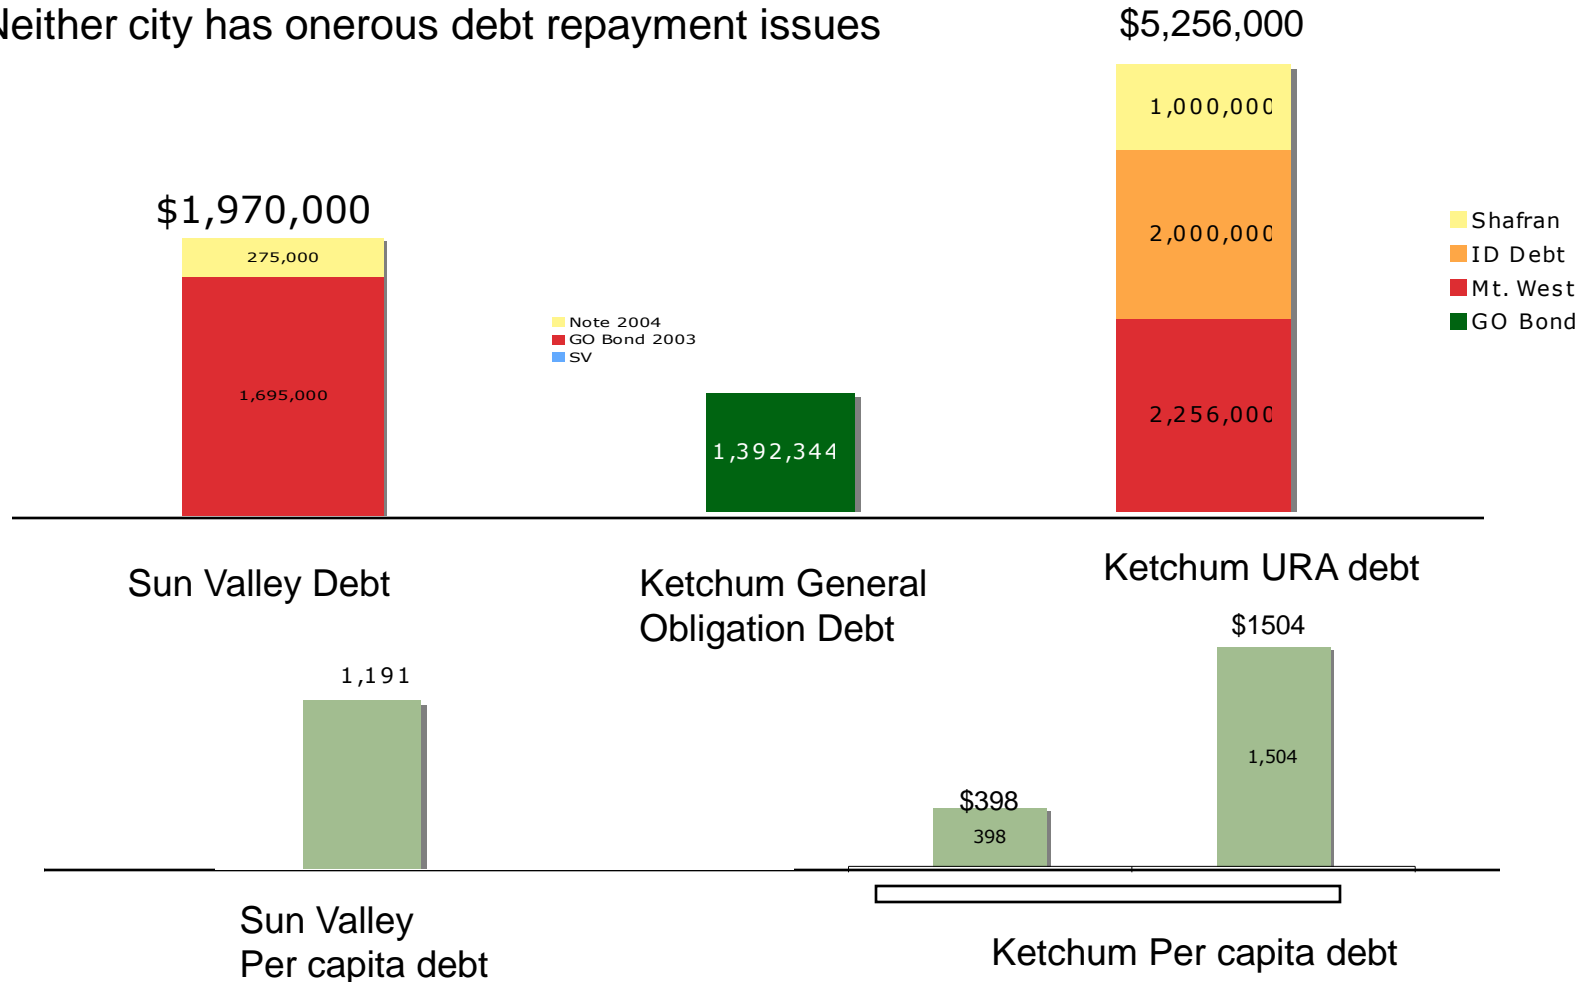 Neither city has onerous debt repayment issues
$5,256,000
1,000,000
2,000,000
2,256,000
Shafran
ID Debt
Mt. West
GO Bond
$1,970,000
275,000
1,695,000
Note 2004
GO Bond 2003
SV
1,392,344
Sun Valley Debt
Ketchum General
Obligation Debt
Ketchum URA debt
1,191
$398
398
$1504
1,504
Sun Valley
Per capita debt
Ketchum Per capita debt